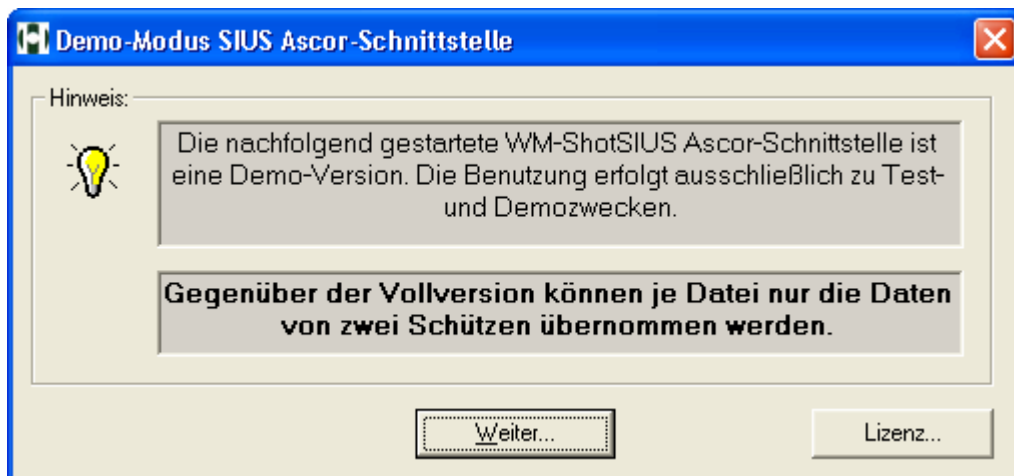 Demo-Modus SIUS Ascor-Schnittstelle
Hinweis:
Die nachfolgend gestartete WM-ShotSIUS Ascor-Schnittstelle ist
eine Demo-Version. Die Benutzung erfolgt ausschließlich zu Test-
und Demozwecken.
Gegenüber der Vollversion können je Datei nur die Daten
von zwei Schützen übernommen werden.
Weiter...
Lizenz...